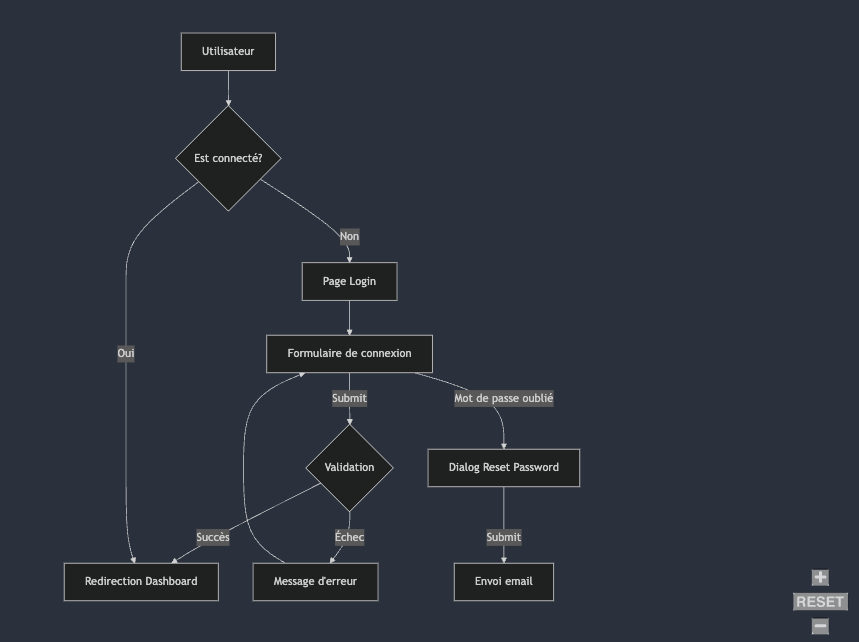 Utilisateur
Est connecté?
Non
Page Login
Oui
Formulaire de connexion
Submit
Mot de passe oublié
Validation
Dialog Reset Password
Succès
Échec
Submit
Redirection Dashboard
Message d'erreur
Envoi email
+
RESET
−